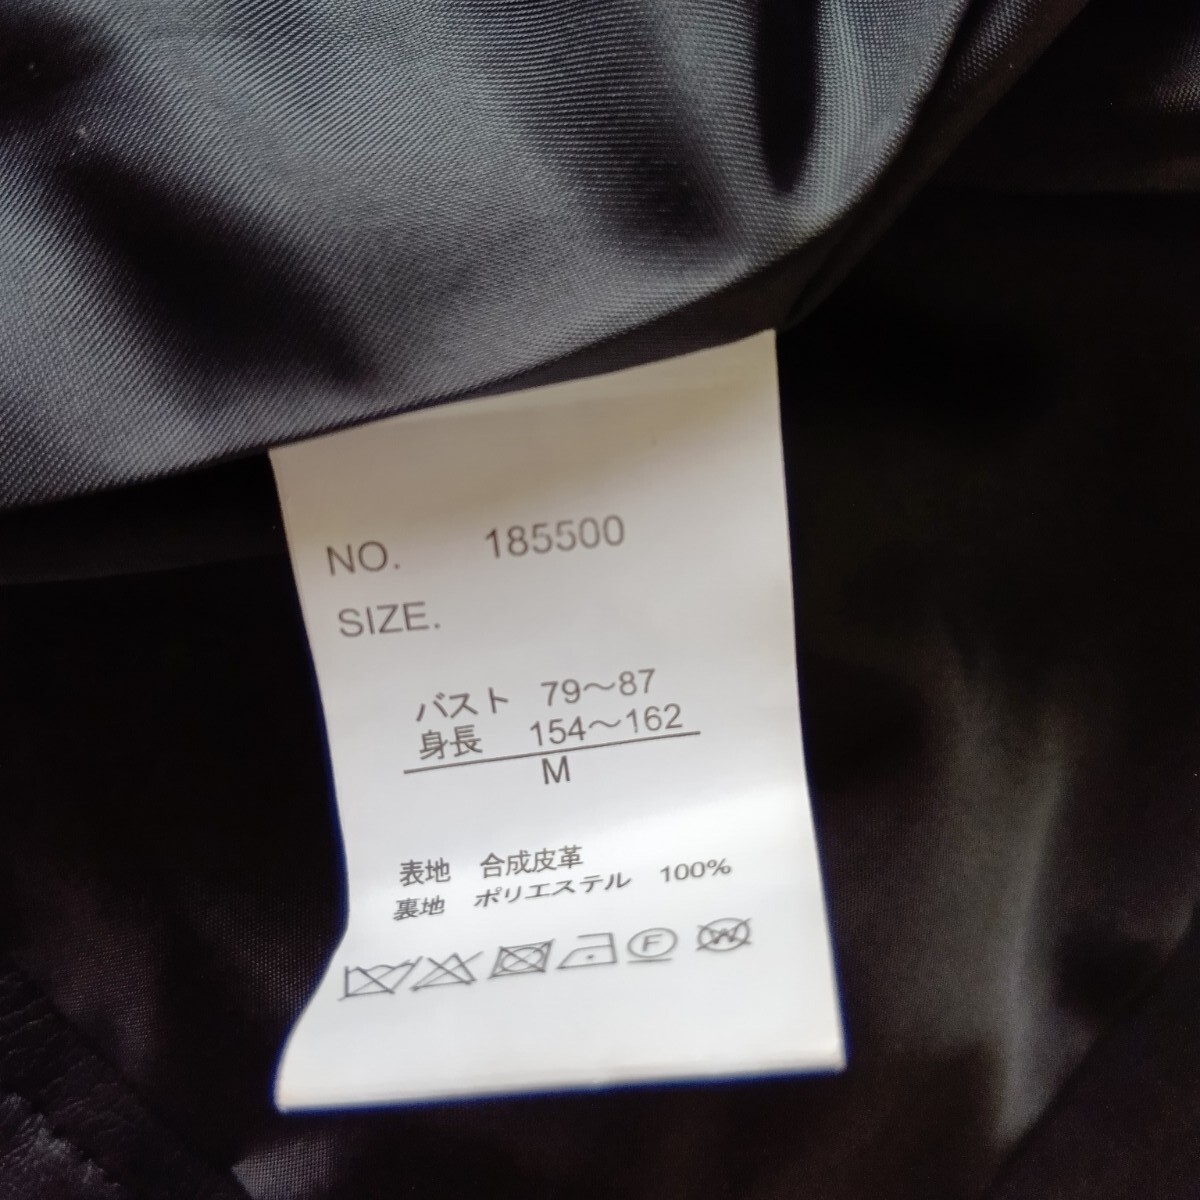 NO. 185500
SIZE.
バスト 79～87
身長 154～162
M
表地 合成皮革
裏地 ポリエステル 100%
F W